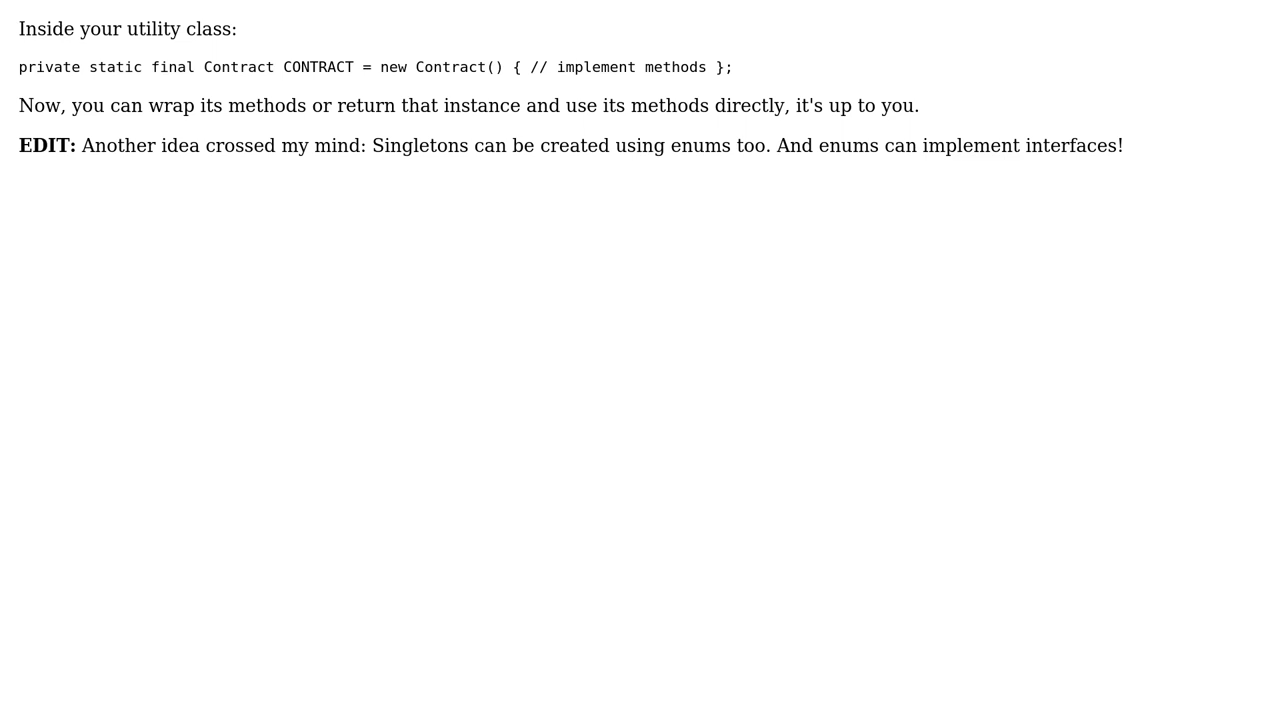 Inside your utility class:
private static final Contract CONTRACT = new Contract() { // implement methods };
Now, you can wrap its methods or return that instance and use its methods directly, it's up to you.
EDIT: Another idea crossed my mind: Singletons can be created using enums too. And enums can implement interfaces!